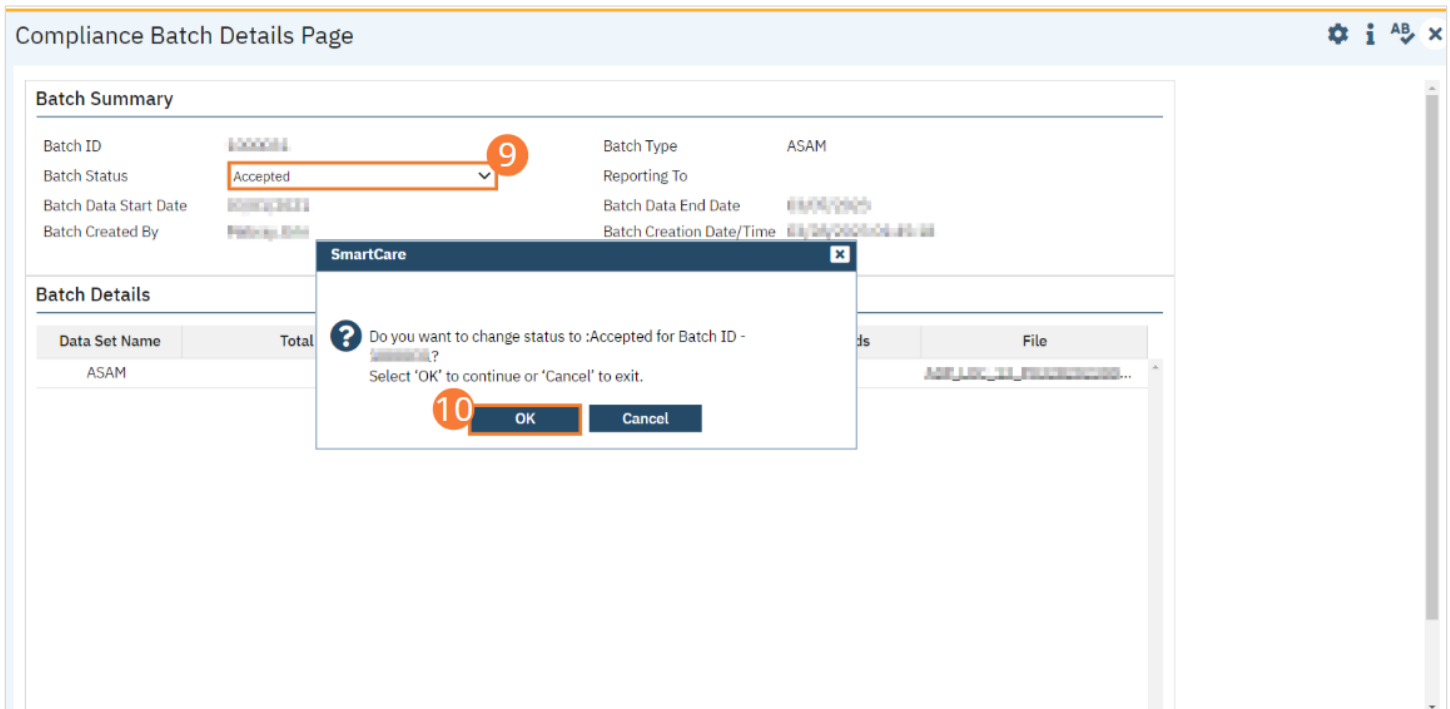 Compliance Batch Details Page
AB
Batch Summary
Batch ID
Batch Type ASAM
9
Batch Status Accepted
Reporting To
Batch Data Start Date
Batch Data End Date
Batch Created By
Batch Creation Date/Time
SmartCare
Batch Details
Do you want to change status to :Accepted for Batch ID -
?
Select ‘OK’ to continue or ‘Cancel’ to exit.
Data Set Name Total ds File
ASAM
10
OK Cancel